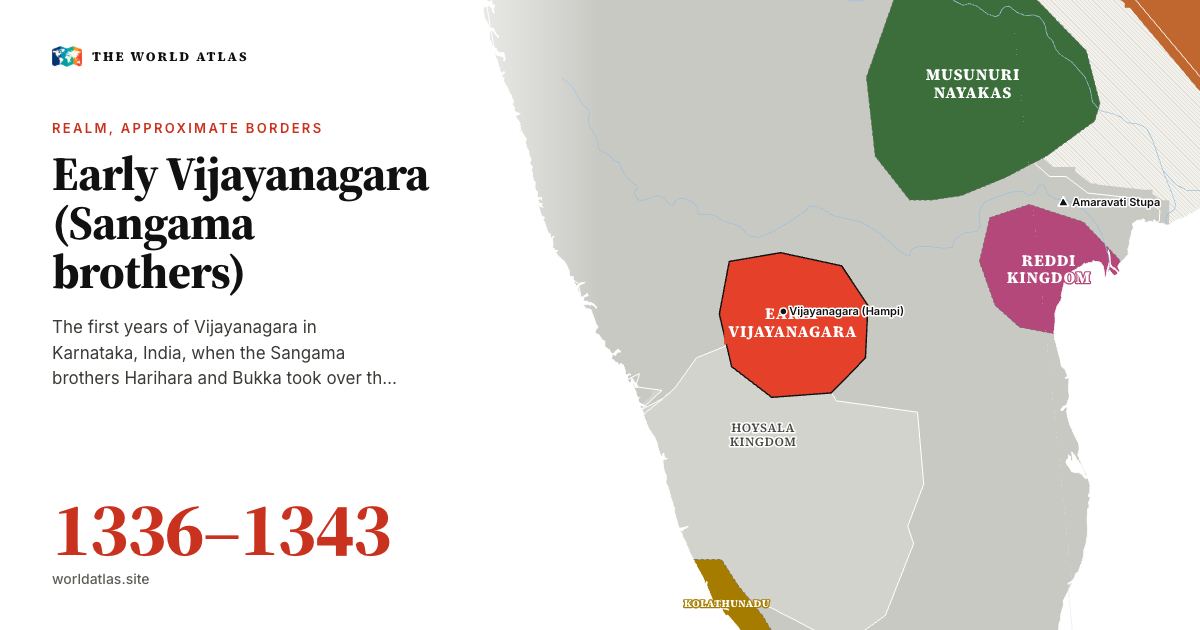 THE WORLD ATLAS
REALM, APPROXIMATE BORDERS
Early Vijayanagara
(Sangama
brothers)
The first years of Vijayanagara in
Karnataka, India, when the Sangama
brothers Harihara and Bukka took over th...
1336–1343
worldatlas.site
MUSUNURI
NAYAKAS
Amaravati Stupa
REDDI
KINGDOM
Vijayanagara (Hampi)
VIJAYANAGARA
HOYSALA
KINGDOM
KOLATHUNADU